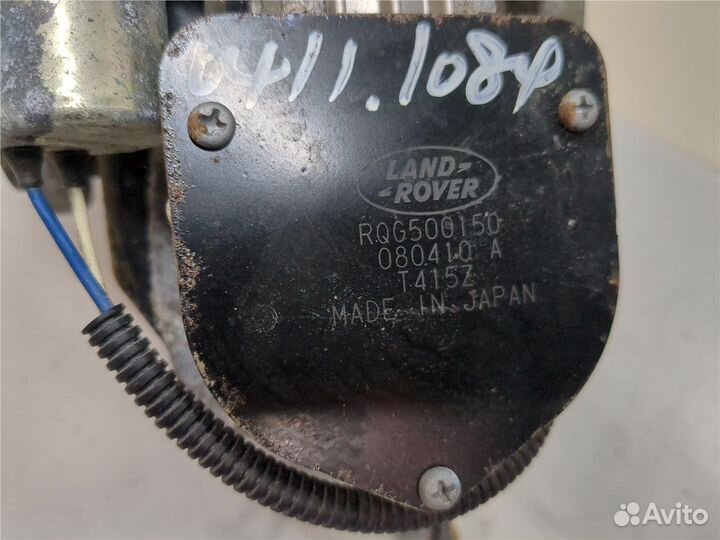 0411.1084
LAND-
-ROVER
RQG500150
080410 A
T415Z
MADE IN JAPAN
Avito